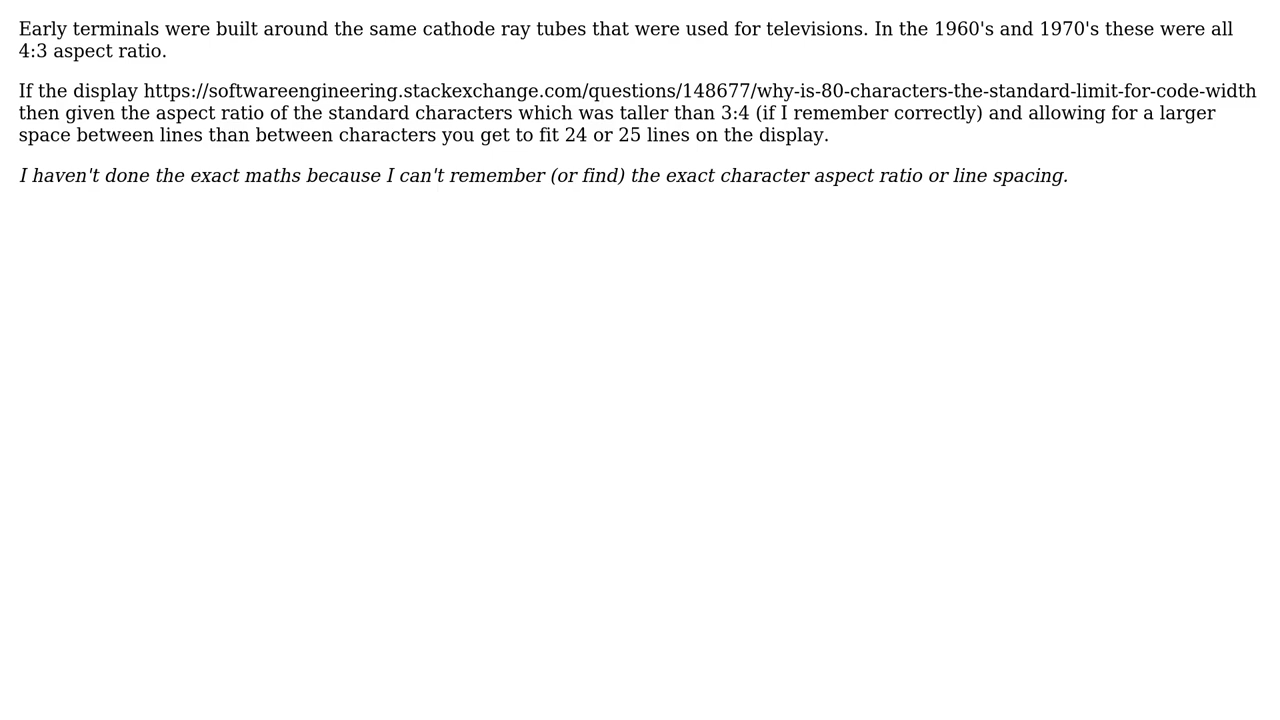 Early terminals were built around the same cathode ray tubes that were used for televisions. In the 1960's and 1970's these were all
4:3 aspect ratio.
If the display https://softwareengineering.stackexchange.com/questions/148677/why-is-80-characters-the-standard-limit-for-code-width
then given the aspect ratio of the standard characters which was taller than 3:4 (if I remember correctly) and allowing for a larger
space between lines than between characters you get to fit 24 or 25 lines on the display.
I haven't done the exact maths because I can't remember (or find) the exact character aspect ratio or line spacing.